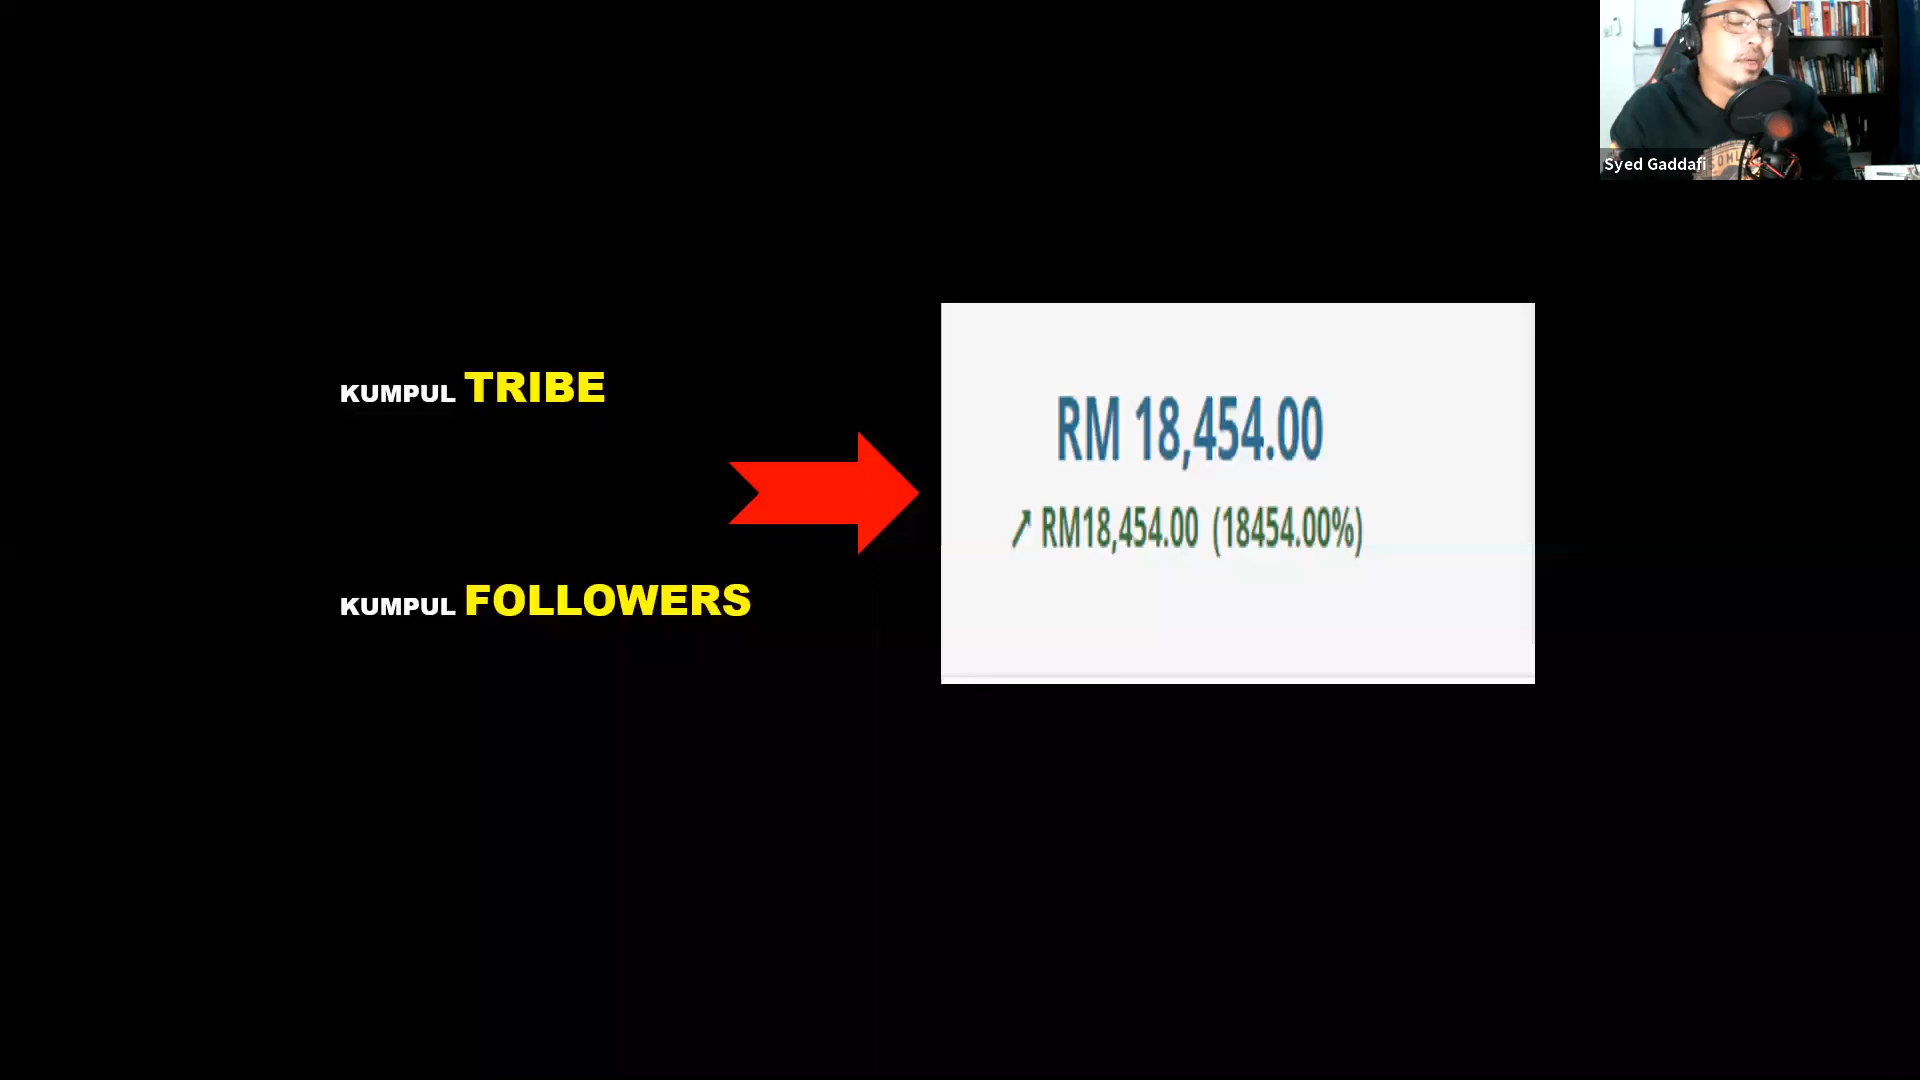 Syed Gaddafi
KUMPUL TRIBE
KUMPUL FOLLOWERS
RM 18,454.00
↗ RM18,454.00 (18454.00%)